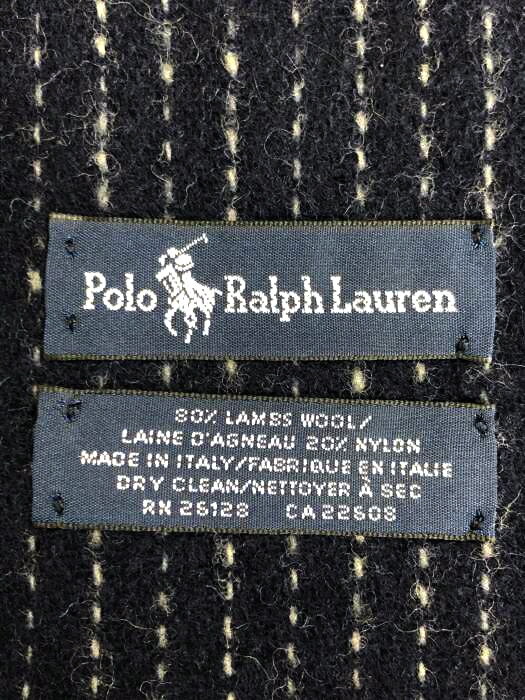 Polo Ralph Lauren
80% LAMBS WOOL/
LAINE D'AGNEAU 20% NYLON
MADE IN ITALY/FABRIQUE EN ITALIE
DRY CLEAN/NETTOYER À SEC
RN 26128 CA 22608